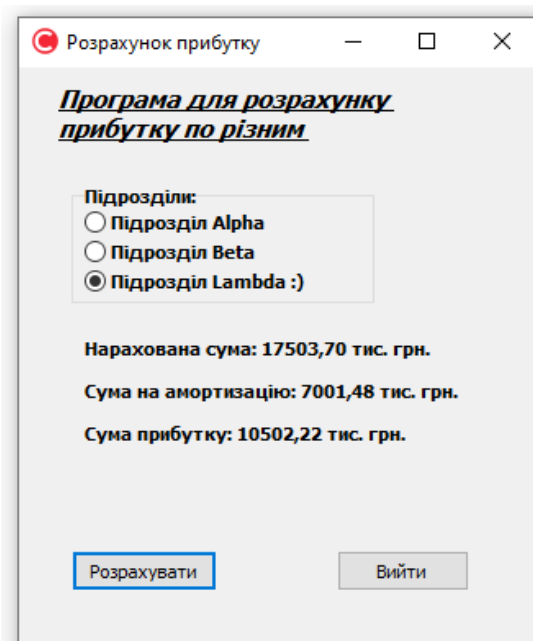 Розрахунок прибутку
Програма для розрахунку
прибутку по різним
Підрозділи:
Підрозділ Alpha
Підрозділ Beta
Підрозділ Lambda :)
Нарахована сума: 17503,70 тис. грн.
Сума на амортизацію: 7001,48 тис. грн.
Сума прибутку: 10502,22 тис. грн.
Розрахувати
Вийти